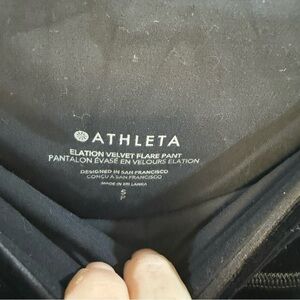 ATHLETA
ELATION VELVET FLARE PANT
PANTALON ÉVASÉ EN VELOURS ELATION
DESIGNED IN SAN FRANCISCO
CONÇU A SAN FRANCISCO
MADE IN SRI LANKA
S
P